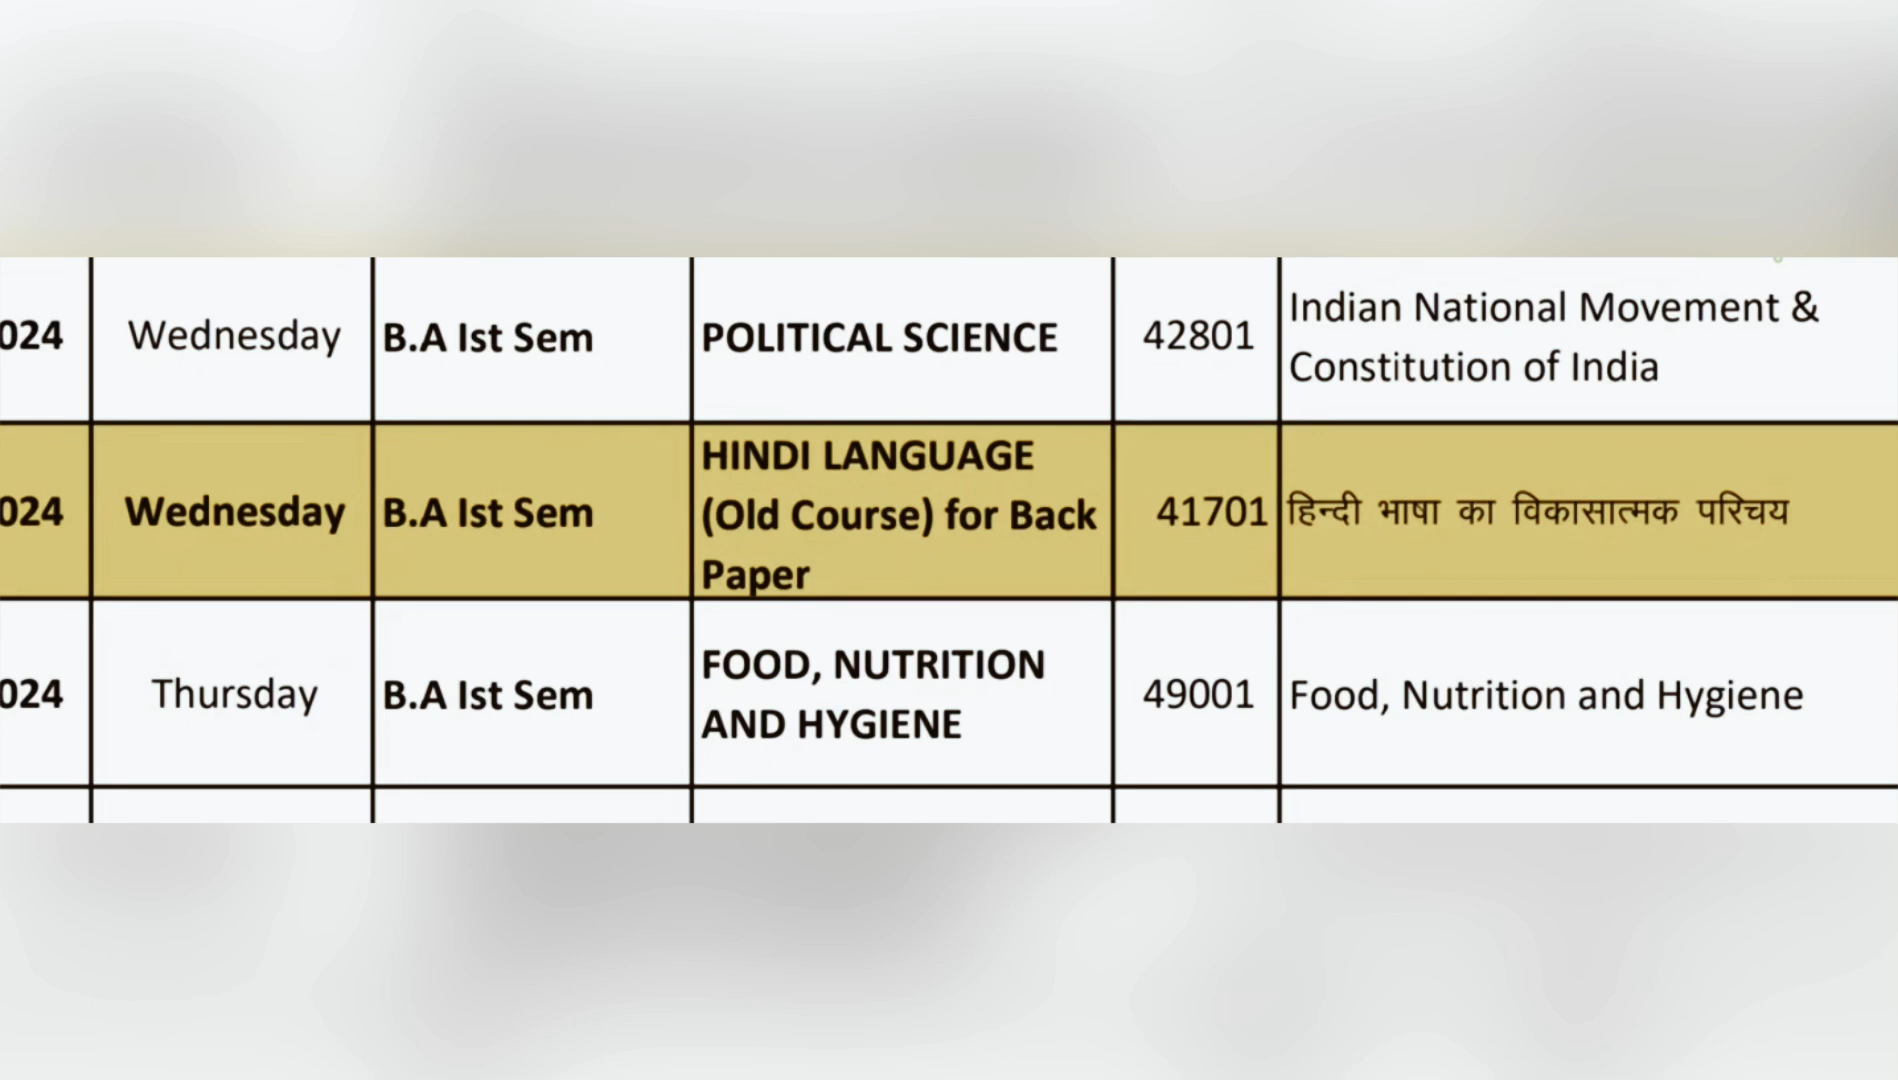 024 Wednesday B.A Ist Sem POLITICAL SCIENCE 42801 Indian National Movement &
Constitution of India
024 Wednesday B.A Ist Sem HINDI LANGUAGE
(Old Course) for Back
Paper 41701 हिन्दी भाषा का विकासात्मक परिचय
024 Thursday B.A Ist Sem FOOD, NUTRITION
AND HYGIENE 49001 Food, Nutrition and Hygiene